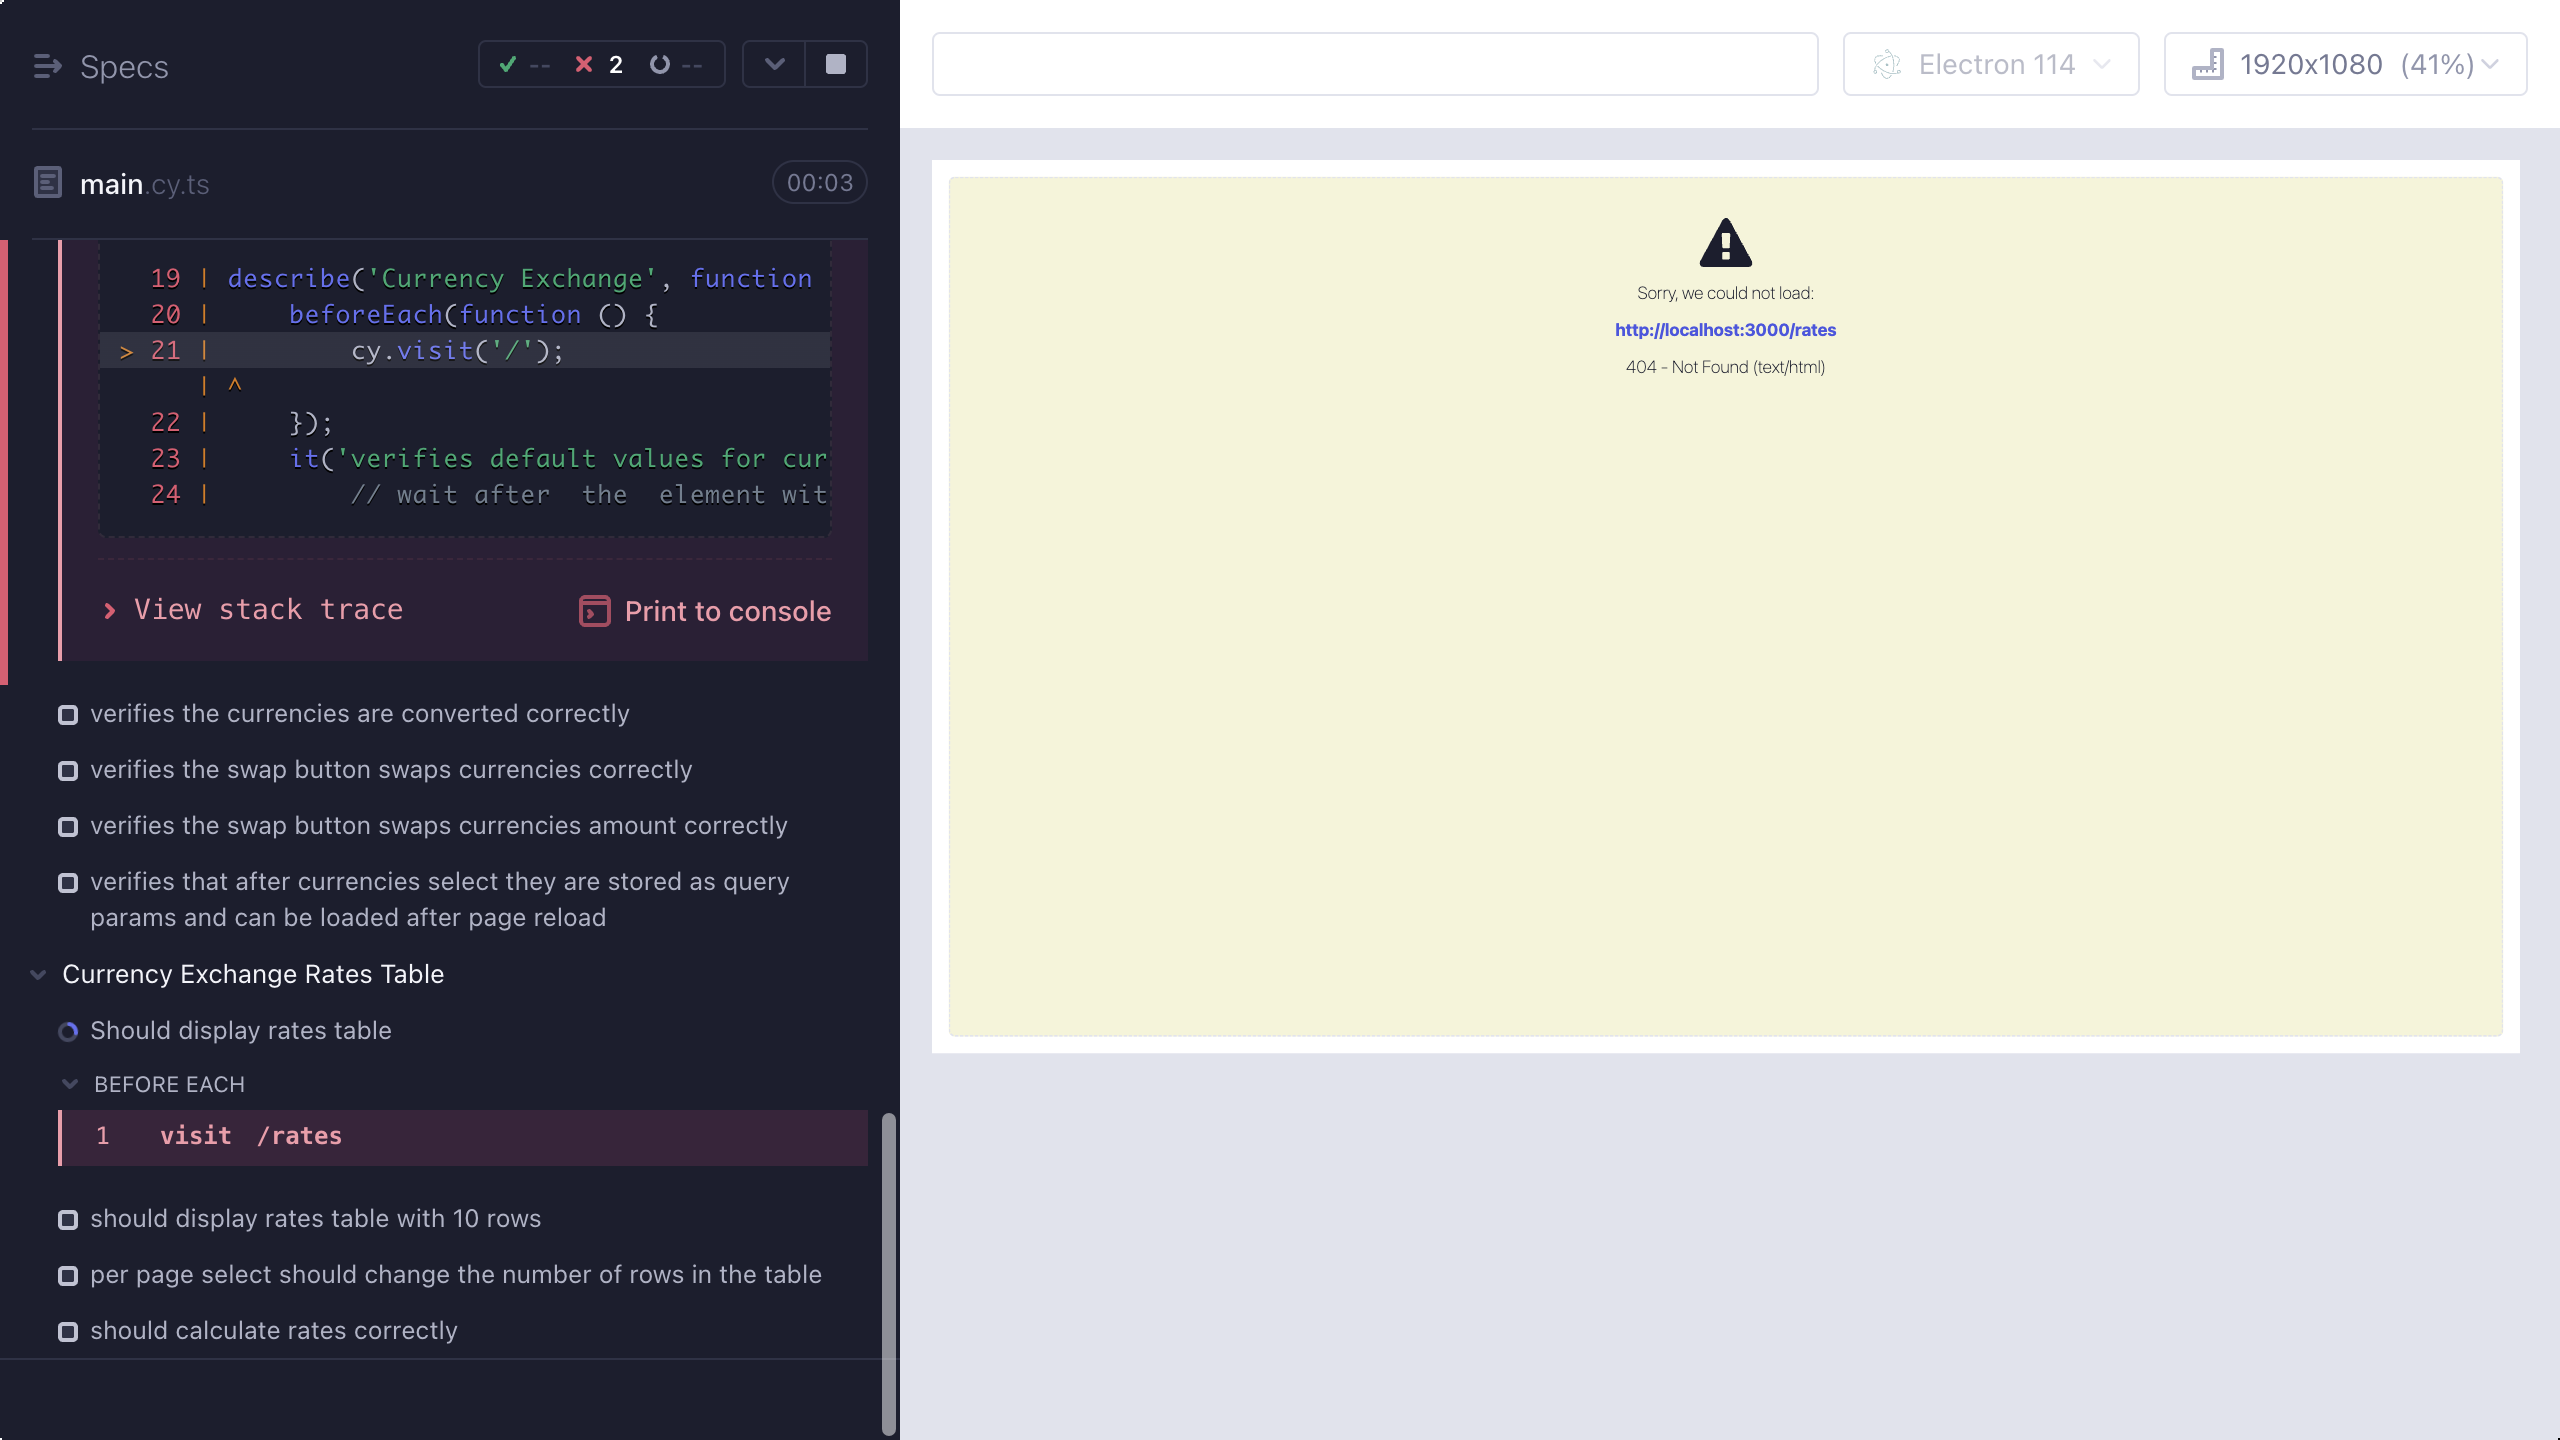 Specs
-- 2 --
main.cy.ts
00:03
19 | describe('Currency Exchange', function
20 | beforeEach(function () {
> 21 | cy.visit('/');
| ^
22 | });
23 | it('verifies default values for cur
24 | // wait after the element wit
View stack trace
Print to console
verifies the currencies are converted correctly
verifies the swap button swaps currencies correctly
verifies the swap button swaps currencies amount correctly
verifies that after currencies select they are stored as query
params and can be loaded after page reload
Currency Exchange Rates Table
Should display rates table
BEFORE EACH
1 visit /rates
should display rates table with 10 rows
per page select should change the number of rows in the table
should calculate rates correctly
Electron 114
1920x1080 (41%)
Sorry, we could not load:
http://localhost:3000/rates
404 - Not Found (text/html)